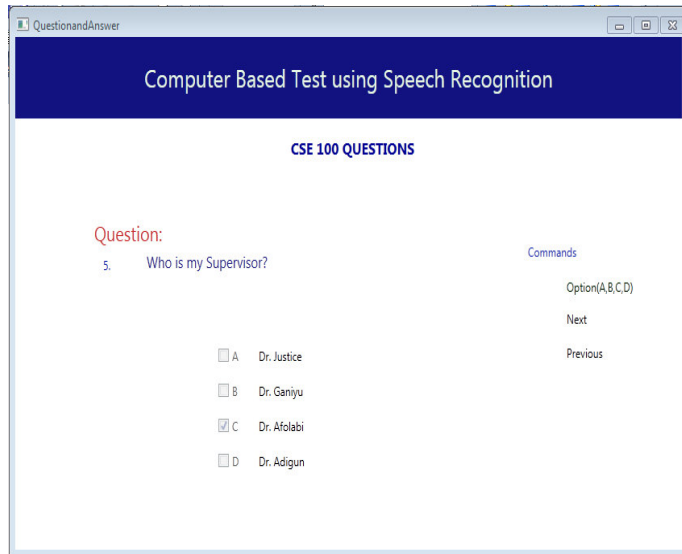 QuestionandAnswer
Computer Based Test using Speech Recognition
CSE 100 QUESTIONS
Question:
5. Who is my Supervisor?
Commands
Option(A,B,C,D)
Next
Previous
A Dr. Justice
B Dr. Ganiyu
C Dr. Afolabi
D Dr. Adigun